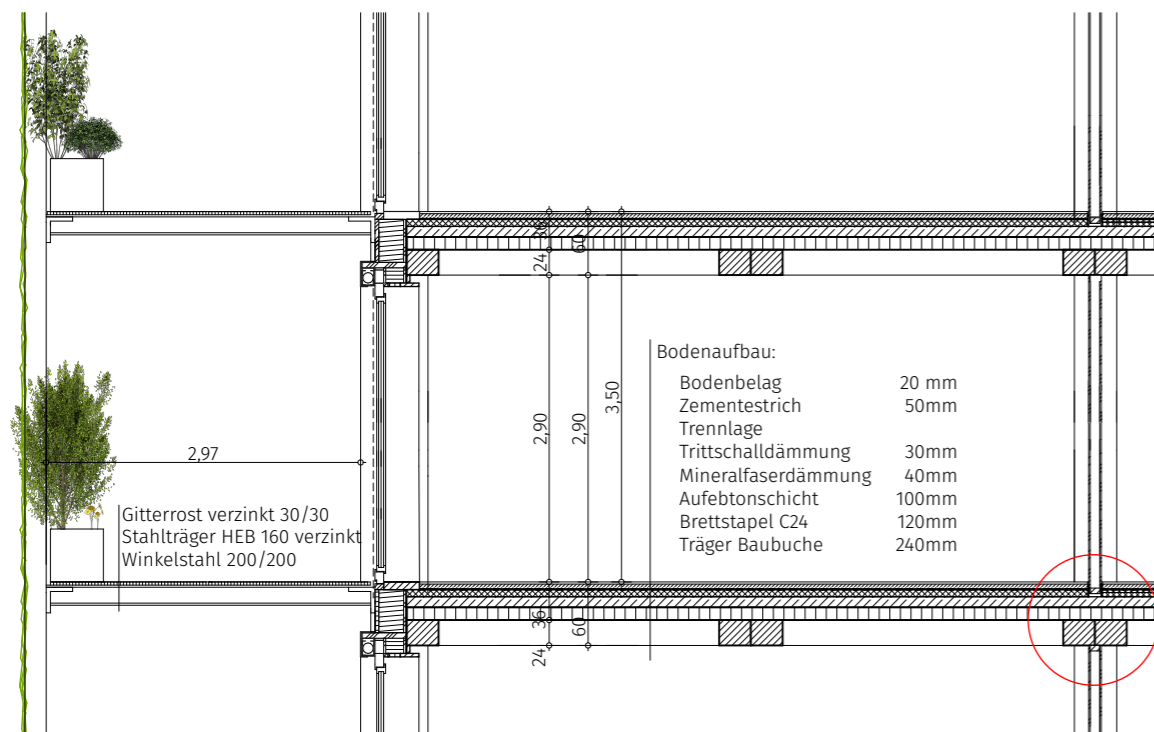 36
60
24
3,50
2,90
2,90
2,97
Bodenaufbau:
Bodenbelag 20 mm
Zementestrich 50mm
Trennlage
Trittschalldämmung 30mm
Mineralfaserdämmung 40mm
Aufebtonschicht 100mm
Brettstapel C24 120mm
Träger Baubuche 240mm
Gitterrost verzinkt 30/30
Stahlträger HEB 160 verzinkt
Winkelstahl 200/200
36
60
24